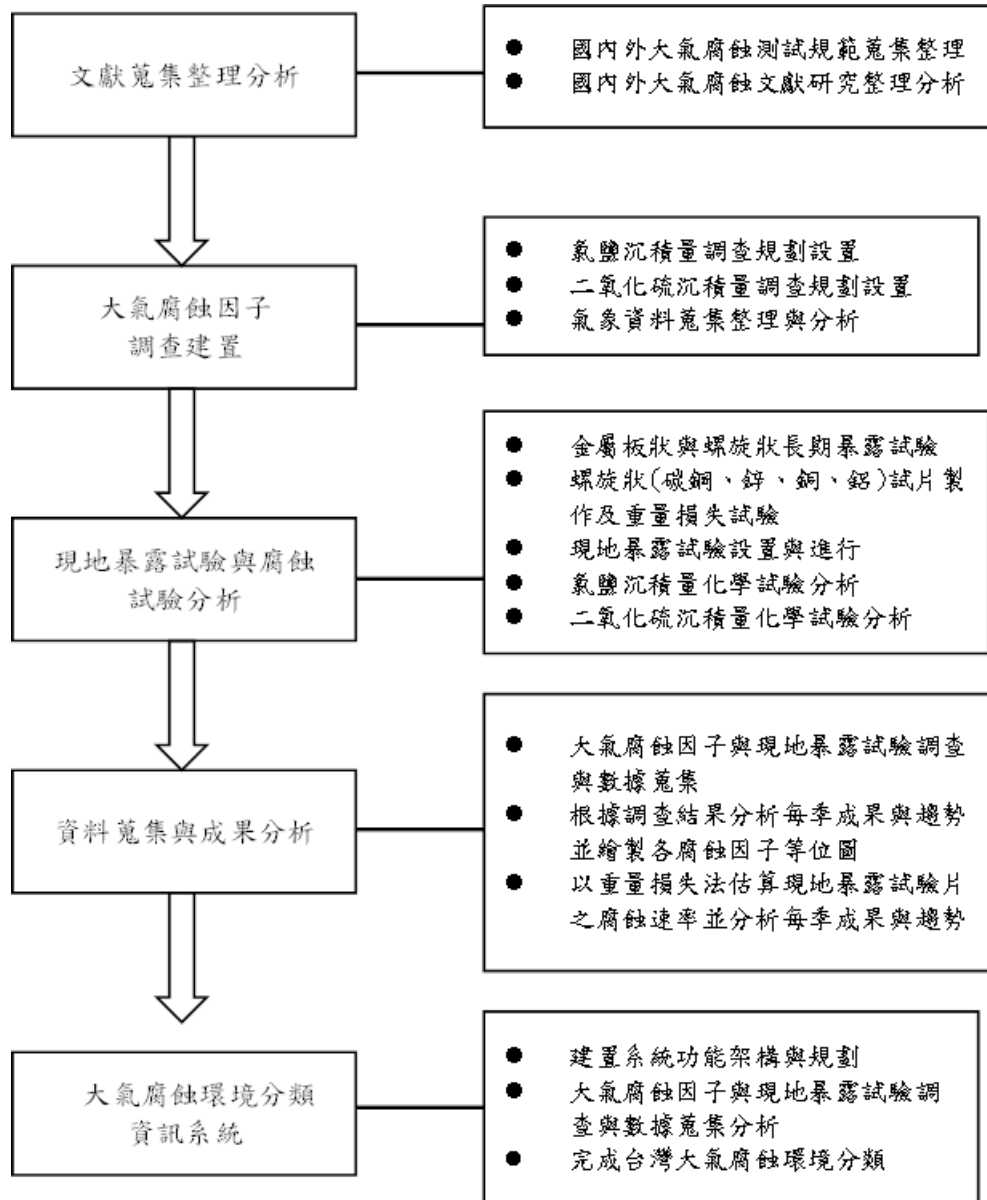 文獻蒐集整理分析
● 國內外大氣腐蝕測試規範蒐集整理
● 國內外大氣腐蝕文獻研究整理分析
大氣腐蝕因子
調查建置
● 氯鹽沉積量調查規劃設置
● 二氧化硫沉積量調查規劃設置
● 氣象資料蒐集整理與分析
現地暴露試驗與腐蝕
試驗分析
● 金屬板狀與螺旋狀長期暴露試驗
● 螺旋狀(碳鋼、鋅、銅、鋁)試片製
作及重量損失試驗
● 現地暴露試驗設置與進行
● 氯鹽沉積量化學試驗分析
● 二氧化硫沉積量化學試驗分析
資料蒐集與成果分析
● 大氣腐蝕因子與現地暴露試驗調查
與數據蒐集
● 根據調查結果分析每季成果與趨勢
並繪製各腐蝕因子等位圖
● 以重量損失法估算現地暴露試驗片
之腐蝕速率並分析每季成果與趨勢
大氣腐蝕環境分類
資訊系統
● 建置系統功能架構與規劃
● 大氣腐蝕因子與現地暴露試驗調
查與數據蒐集分析
● 完成台灣大氣腐蝕環境分類